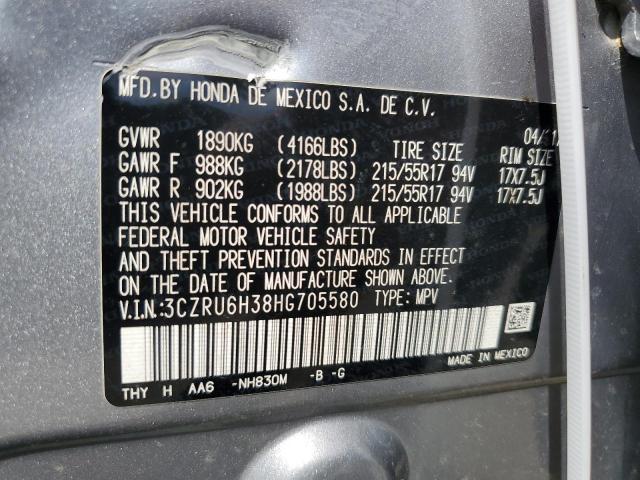 MFD. BY HONDA DE MEXICO S.A. DE C.V.
GVWR 1890KG (4166LBS) TIRE SIZE RIM SIZE
GAWR F 988KG (2178LBS) 215/55R17 94V 17X7.5J
GAWR R 902KG (1988LBS) 215/55R17 94V 17X7.5J
THIS VEHICLE CONFORMS TO ALL APPLICABLE
FEDERAL MOTOR VEHICLE SAFETY
AND THEFT PREVENTION STANDARDS IN EFFECT
ON THE DATE OF MANUFACTURE SHOWN ABOVE.
V.I.N:3CZRU6H38HG705580 TYPE: MPV
MADE IN MEXICO
THY H AA6 -NH830M -B -G